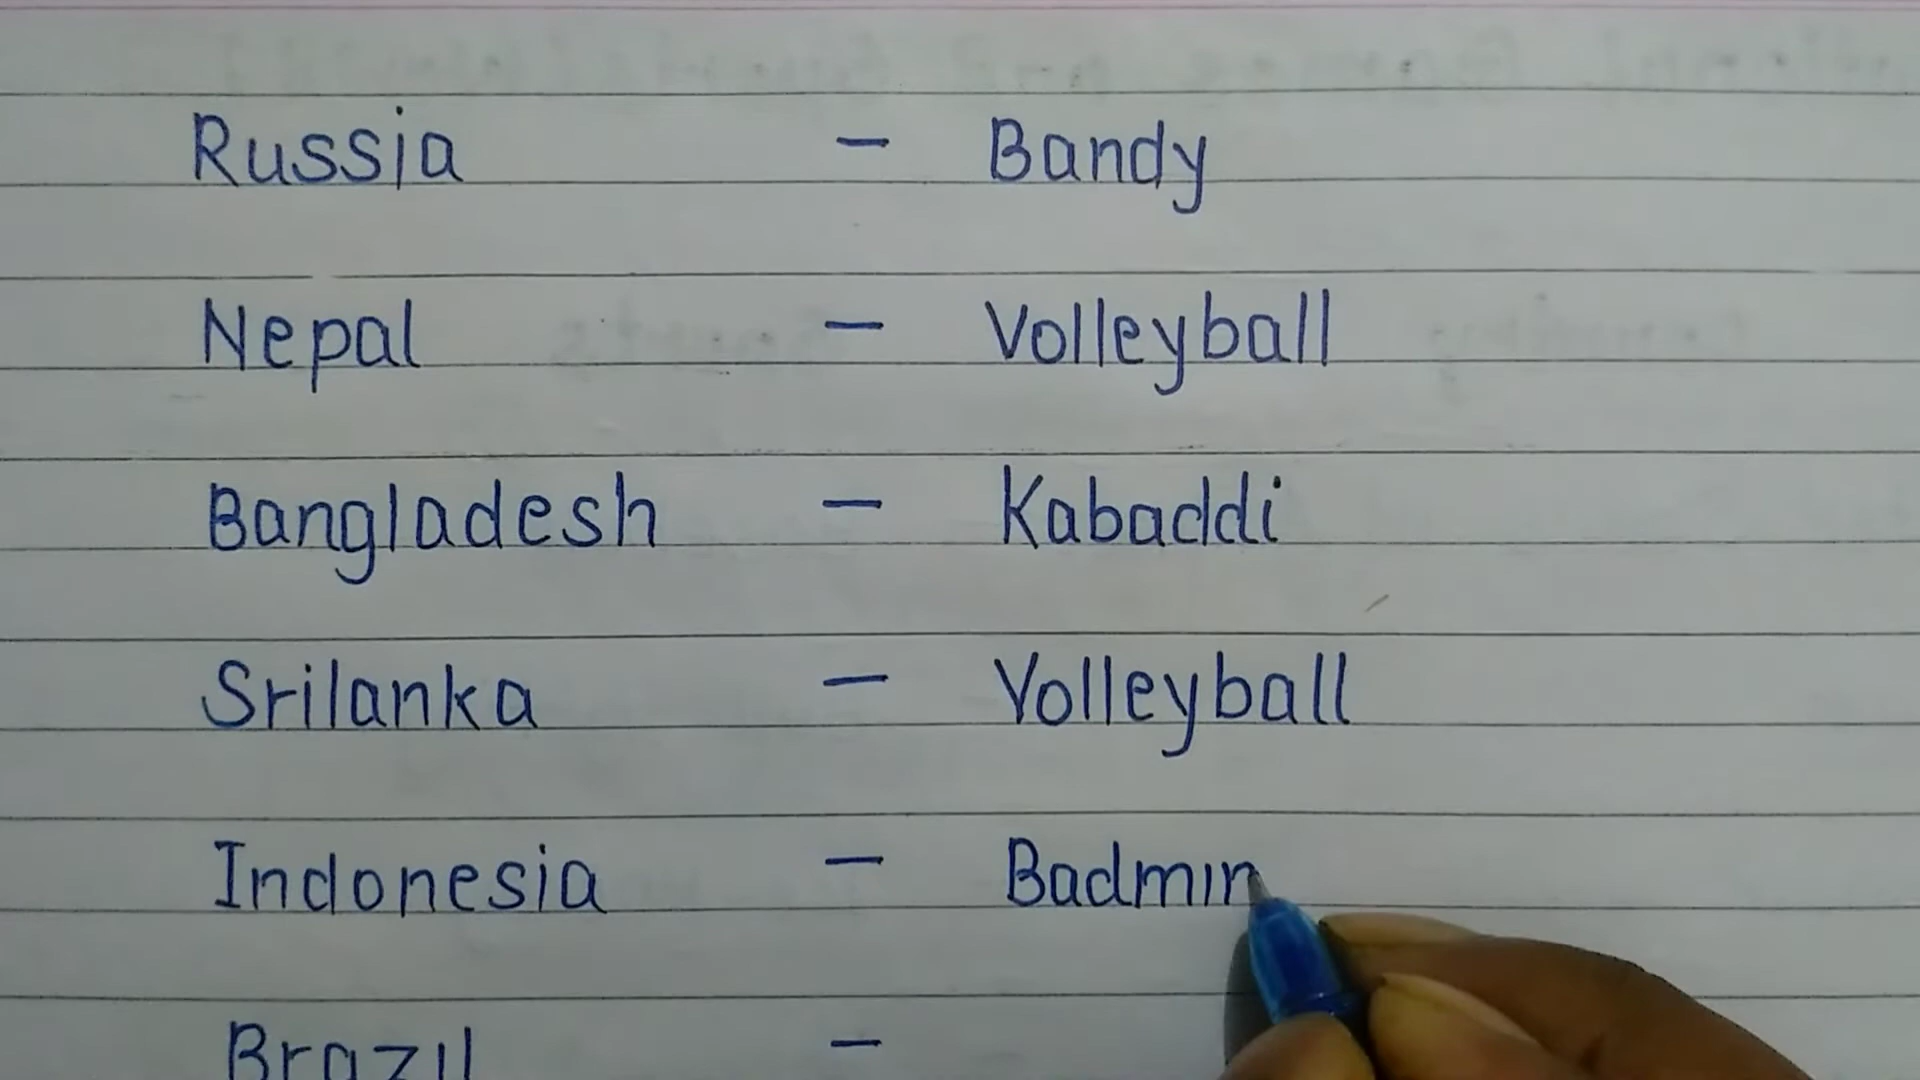 Russia - Bandy
Nepal - Volleyball
Bangladesh - Kabaddi
Srilanka - Volleyball
Indonesia - Badmin
Brazil -